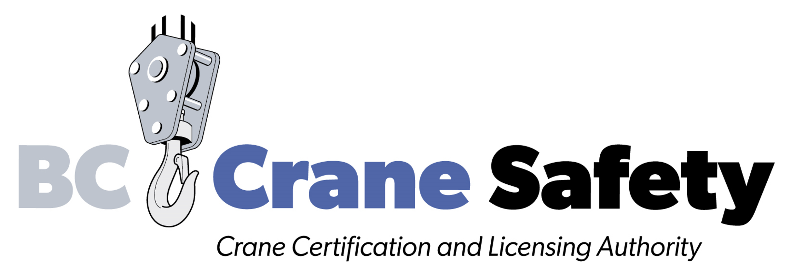 BC Crane Safety
Crane Certification and Licensing Authority